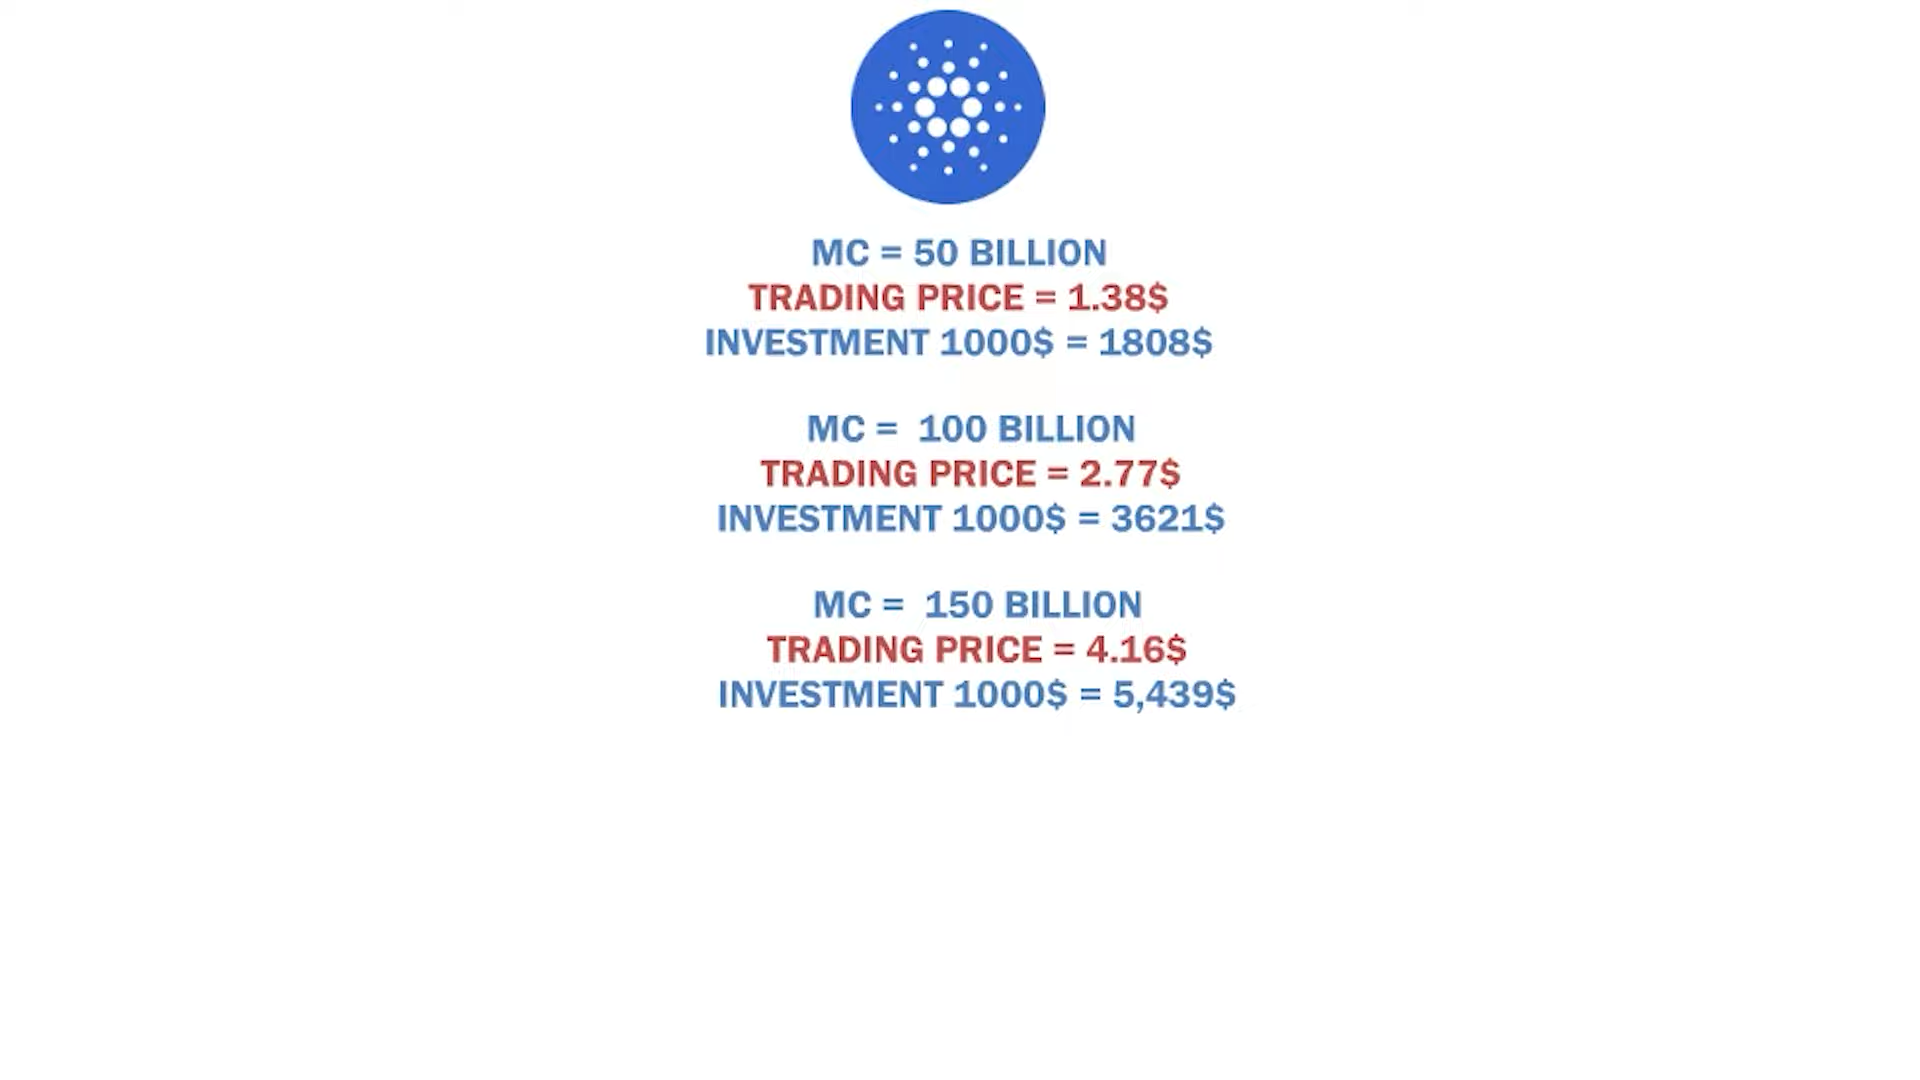 MC = 50 BILLION
TRADING PRICE = 1.38$
INVESTMENT 1000$ = 1808$
MC = 100 BILLION
TRADING PRICE = 2.77$
INVESTMENT 1000$ = 3621$
MC = 150 BILLION
TRADING PRICE = 4.16$
INVESTMENT 1000$ = 5,439$